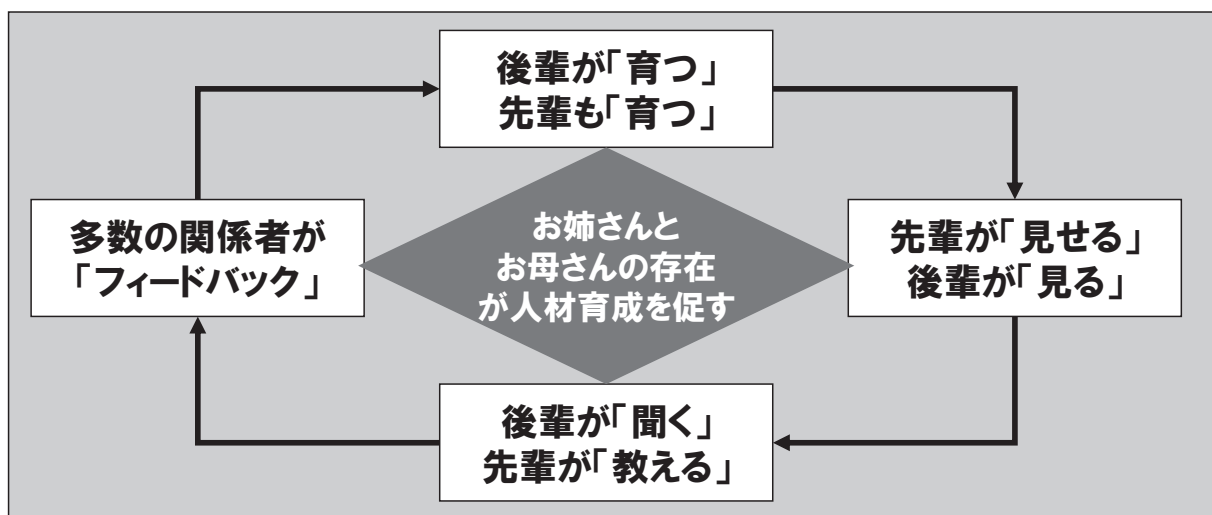 後輩が「育つ」
先輩も「育つ」
多数の関係者が
「フィードバック」
お姉さんと
お母さんの存在
が人材育成を促す
先輩が「見せる」
後輩が「見る」
後輩が「聞く」
先輩が「教える」